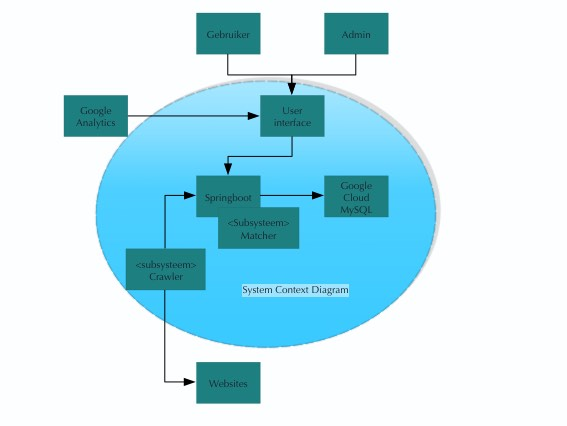 Gebruiker
Admin
Google
Analytics
User
interface
Springboot
Google
Cloud
MySQL
<Subsysteem>
Matcher
<subsysteem>
Crawler
System Context Diagram
Websites